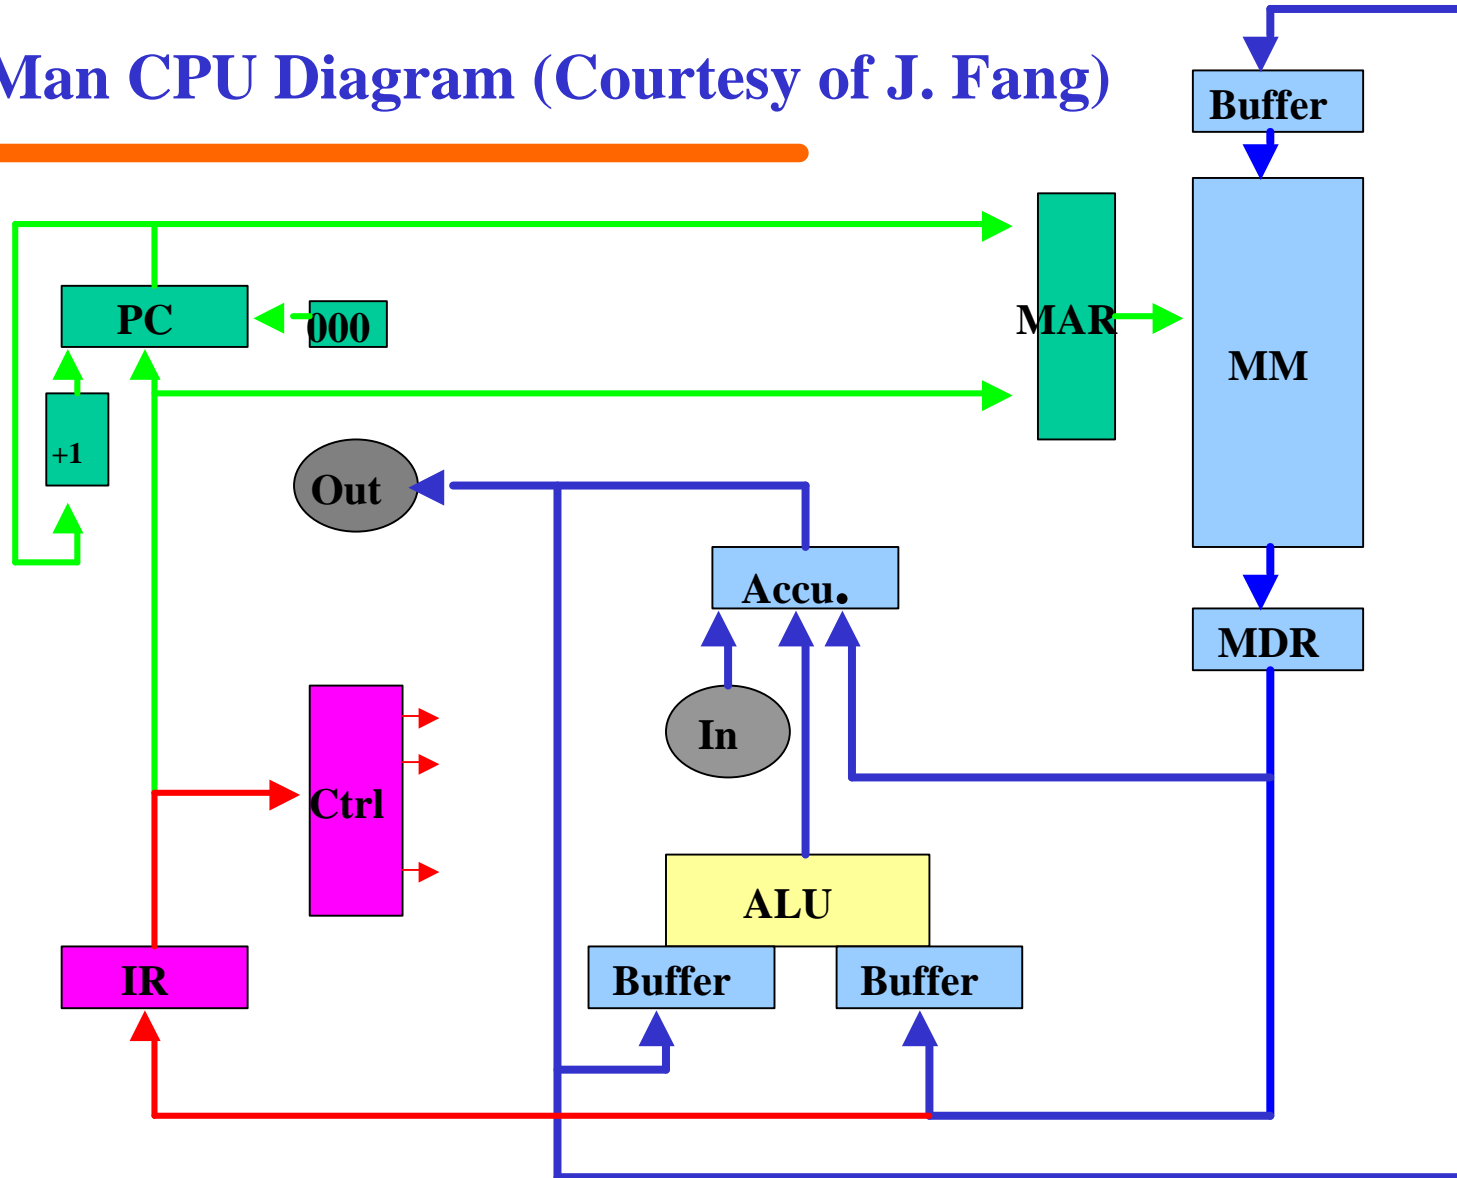 Man CPU Diagram (Courtesy of J. Fang)
Buffer
PC
000
MAR
MM
+1
Out
Accu.
MDR
In
Ctrl
ALU
IR
Buffer
Buffer